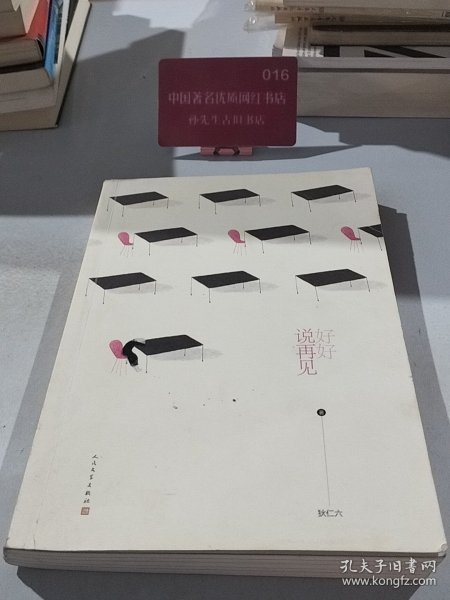 016
中国著名优质网红书店
孙先生古旧书店
好好
说再见
著
狄仁六
人民文学出版社
孔夫子旧书网
www.kongfz.com